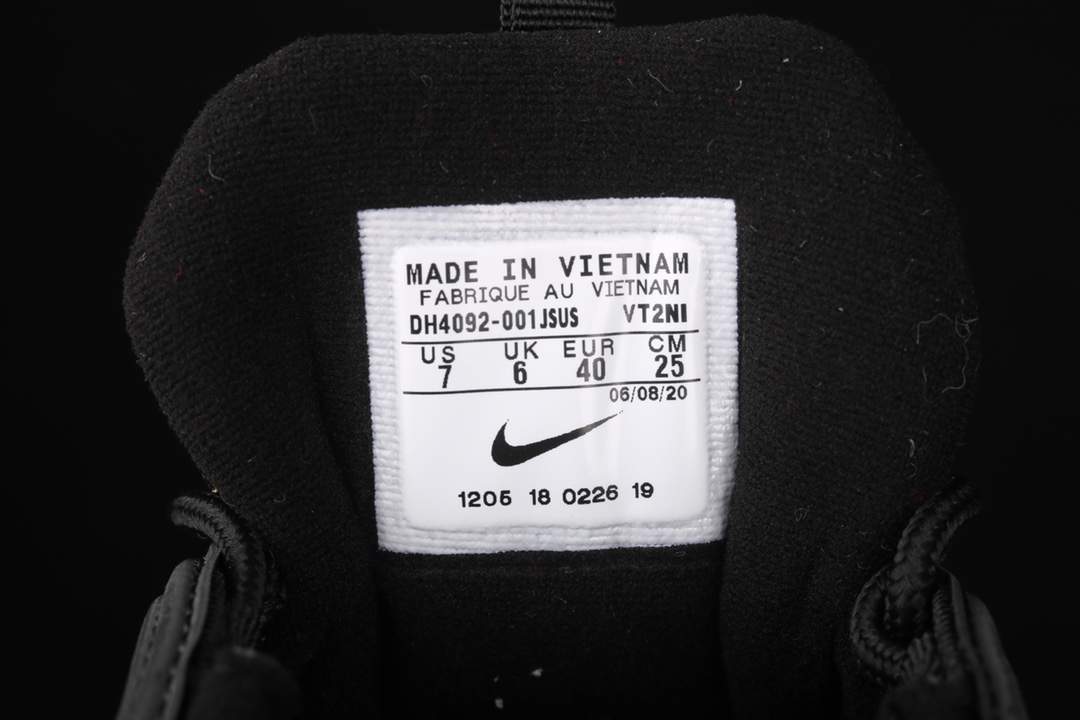 MADE IN VIETNAM
FABRIQUE AU VIETNAM
DH4092-001JSUS VT2NI
US UK EUR CM
7 6 40 25
06/08/20
1205 18 0226 19